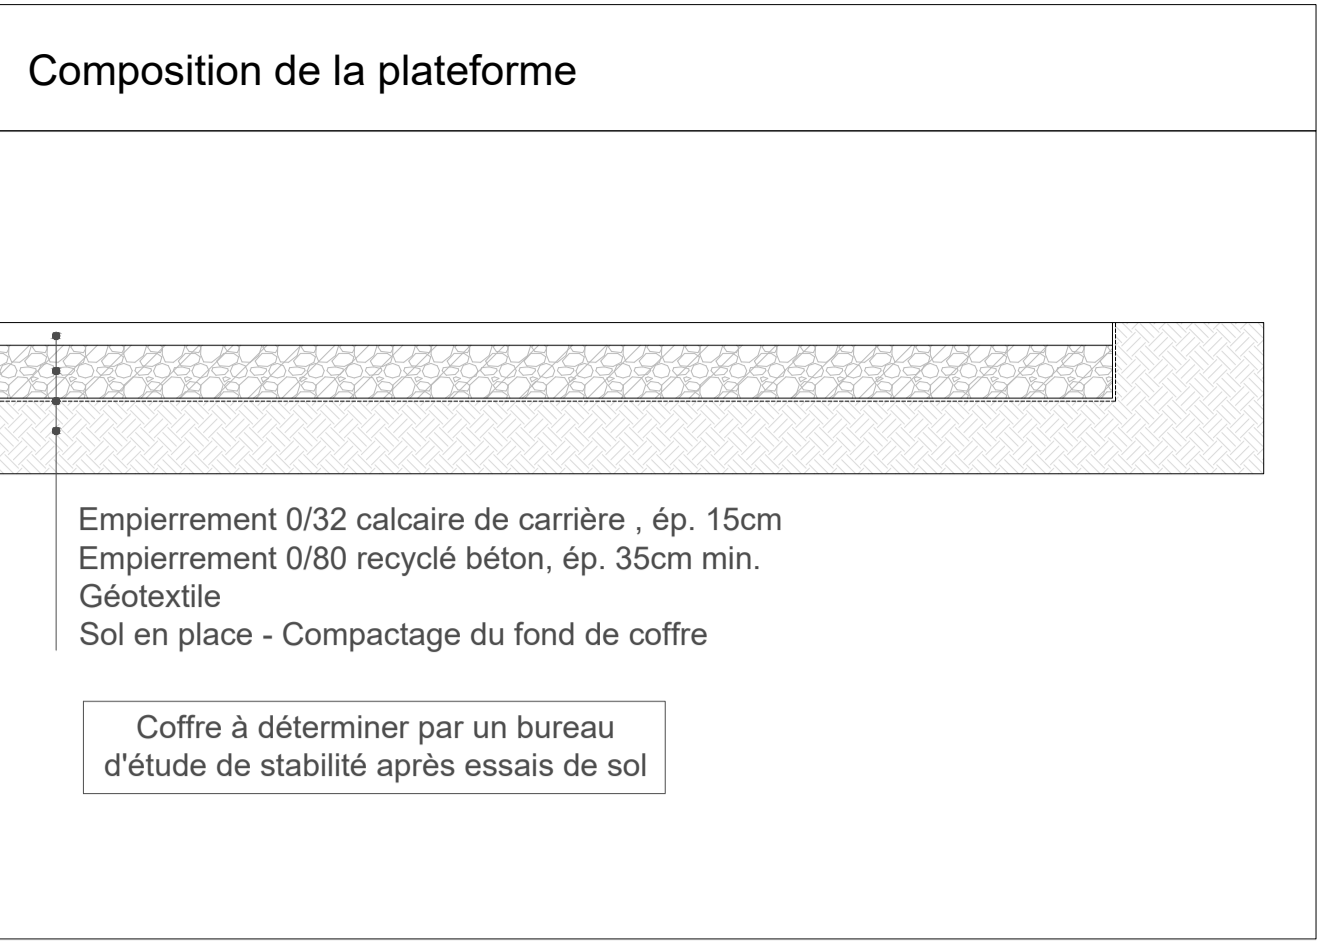 Composition de la plateforme
Empierrement 0/32 calcaire de carrière , ép. 15cm
Empierrement 0/80 recyclé béton, ép. 35cm min.
Géotextile
Sol en place - Compactage du fond de coffre
Coffre à déterminer par un bureau
d'étude de stabilité après essais de sol